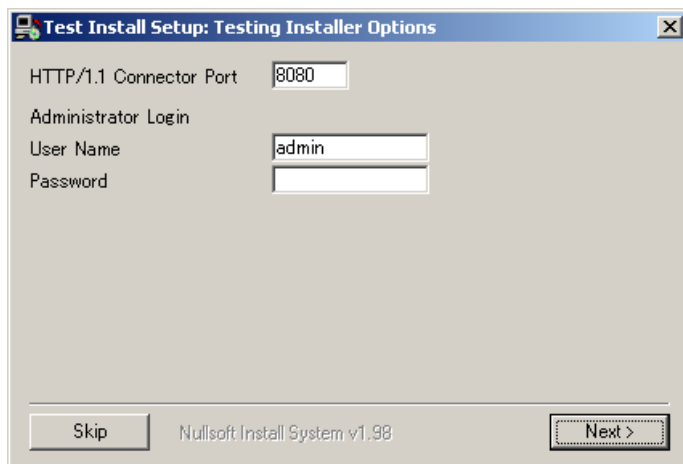 Test Install Setup: Testing Installer Options
HTTP/1.1 Connector Port 8080
Administrator Login
User Name admin
Password
Skip Nullsoft Install System v1.98 Next >